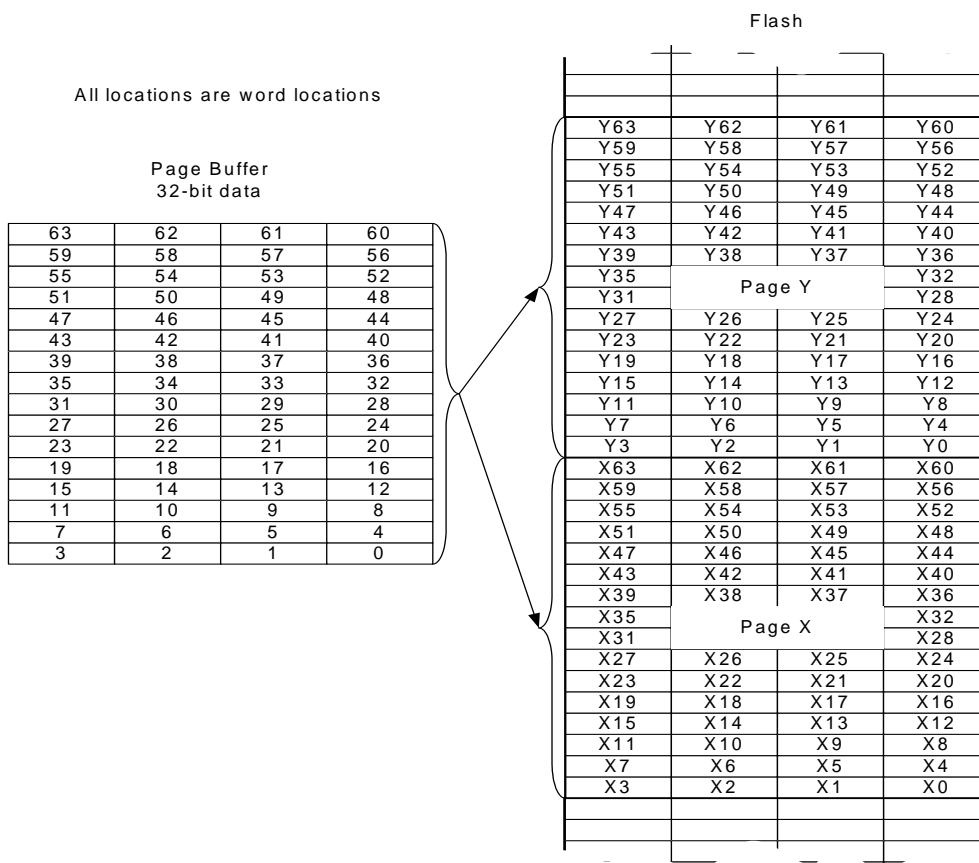 Flash
All locations are word locations
Page Buffer
32-bit data
63 62 61 60
59 58 57 56
55 54 53 52
51 50 49 48
47 46 45 44
43 42 41 40
39 38 37 36
35 34 33 32
31 30 29 28
27 26 25 24
23 22 21 20
19 18 17 16
15 14 13 12
11 10 9 8
7 6 5 4
3 2 1 0
Y63 Y62 Y61 Y60
Y59 Y58 Y57 Y56
Y55 Y54 Y53 Y52
Y51 Y50 Y49 Y48
Y47 Y46 Y45 Y44
Y43 Y42 Y41 Y40
Y39 Y38 Y37 Y36
Y35 Y32
Page Y
Y31 Y28
Y27 Y26 Y25 Y24
Y23 Y22 Y21 Y20
Y19 Y18 Y17 Y16
Y15 Y14 Y13 Y12
Y11 Y10 Y9 Y8
Y7 Y6 Y5 Y4
Y3 Y2 Y1 Y0
X63 X62 X61 X60
X59 X58 X57 X56
X55 X54 X53 X52
X51 X50 X49 X48
X47 X46 X45 X44
X43 X42 X41 X40
X39 X38 X37 X36
X35 X32
Page X
X31 X28
X27 X26 X25 X24
X23 X22 X21 X20
X19 X18 X17 X16
X15 X14 X13 X12
X11 X10 X9 X8
X7 X6 X5 X4
X3 X2 X1 X0